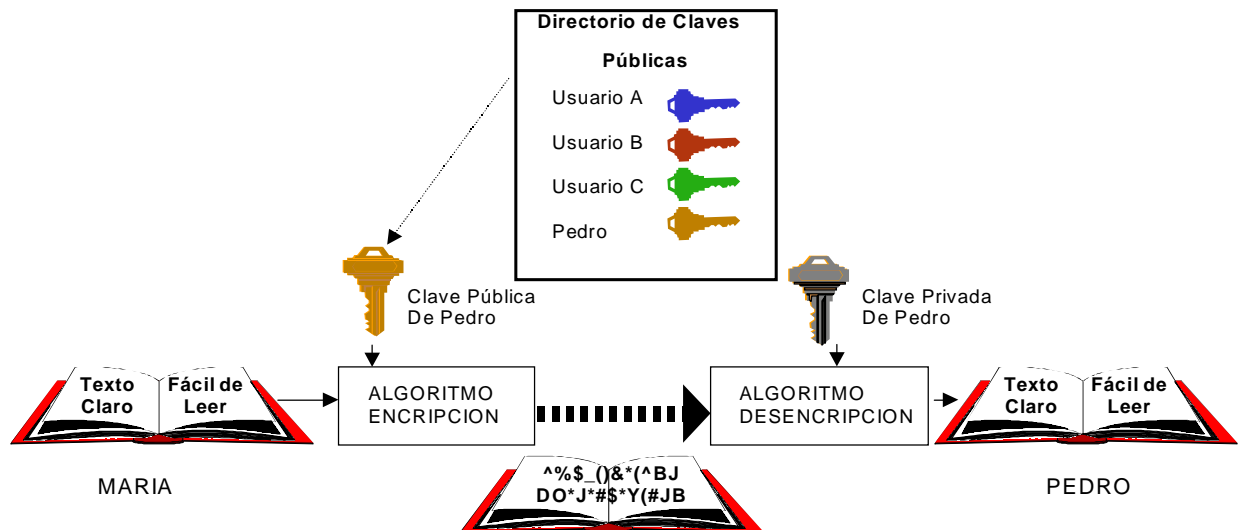 Directorio de Claves
Públicas
Usuario A
Usuario B
Usuario C
Pedro
Clave Pública
De Pedro
Clave Privada
De Pedro
Texto Fácil de
Claro Leer
ALGORITMO
ENCRIPCION
ALGORITMO
DESENCRIPCION
Texto Fácil de
Claro Leer
MARIA
^%$_()&*(^BJ
DO*J*#$*Y(#JB
PEDRO